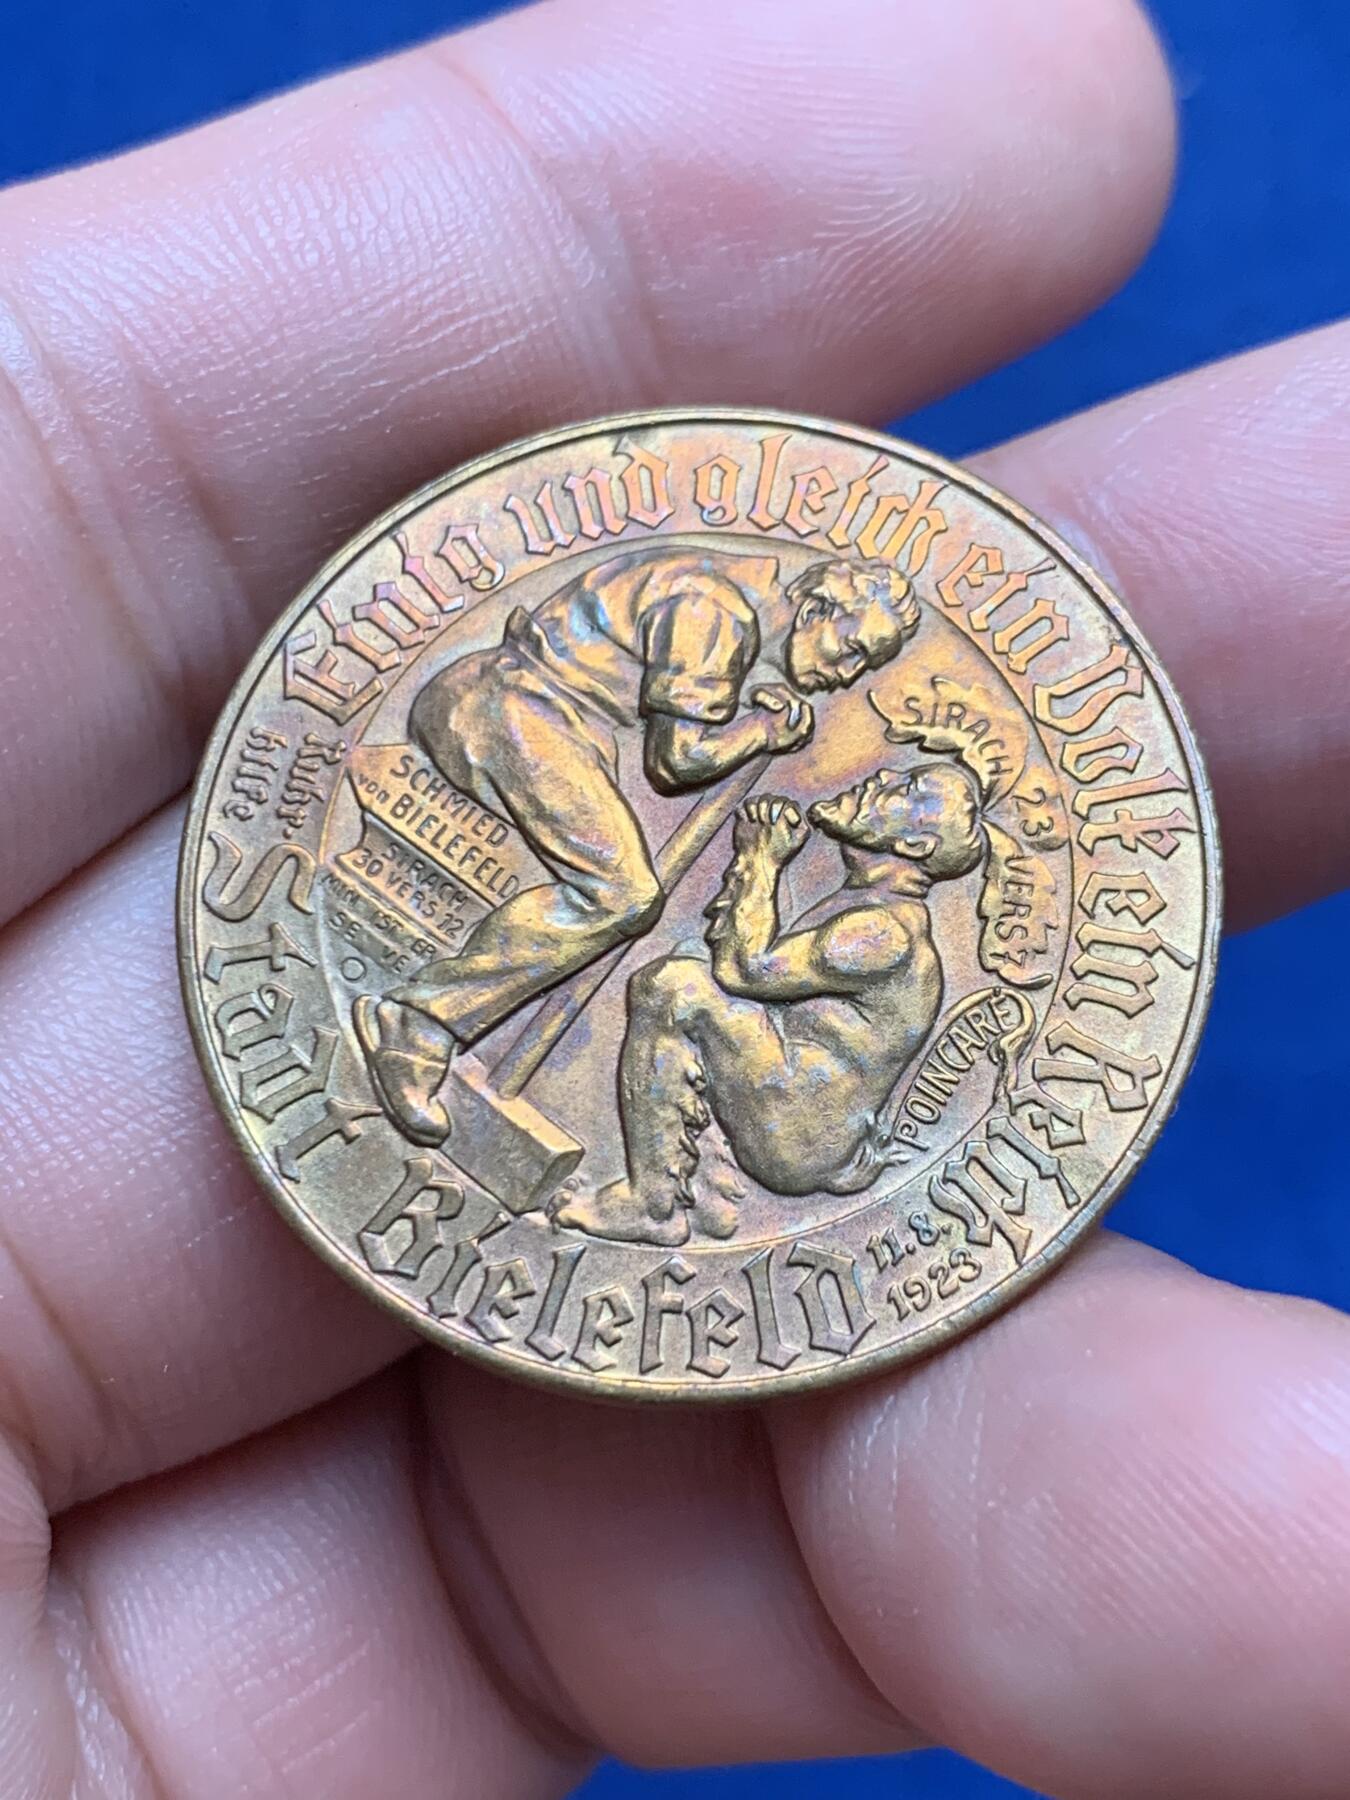 Einig und gleich ein Volk ein Reich
Ruhr-
hilfe
Stadt Bielefeld
11.8.
1923
SCHMIED
von BIELEFELD
SIRACH
30 VERS.12
SIRACH 23 VERS 7
POINCARE